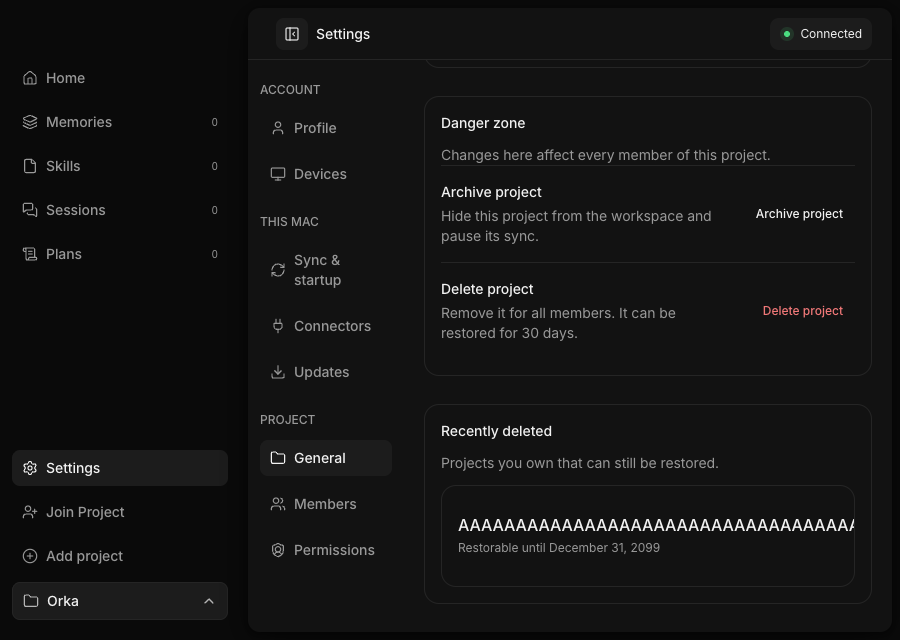 Settings
Connected
Home
Memories 0
Skills 0
Sessions 0
Plans 0
Settings
Join Project
Add project
Orka
ACCOUNT
Profile
Devices
THIS MAC
Sync &
startup
Connectors
Updates
PROJECT
General
Members
Permissions
Danger zone
Changes here affect every member of this project.
Archive project
Hide this project from the workspace and
pause its sync.
Archive project
Delete project
Remove it for all members. It can be
restored for 30 days.
Delete project
Recently deleted
Projects you own that can still be restored.
AAAAAAAAAAAAAAAAAAAAAAAAAAAAAAAAAAA
Restorable until December 31, 2099